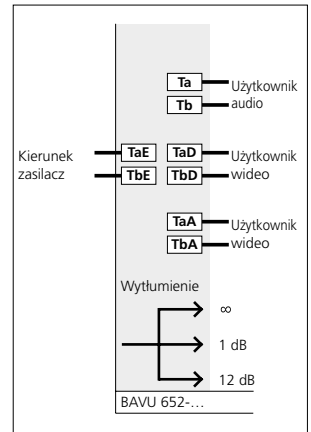 Ta
Tb
Użytkownik
audio
Kierunek
zasilacz
TaE
TbE
TaD
TbD
Użytkownik
wideo
TaA
TbA
Użytkownik
wideo
Wytłumienie
∞
1 dB
12 dB
BAVU 652-...